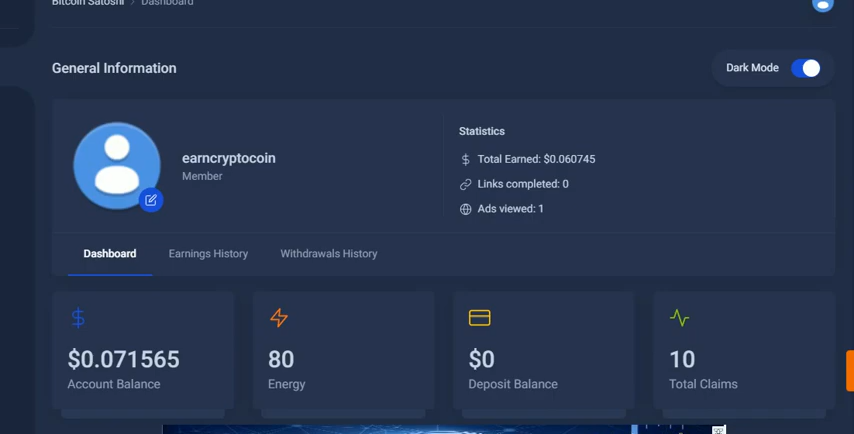 Bitcoin Satoshi > Dashboard
General Information
Dark Mode
earncryptocoin
Member
Statistics
Total Earned: $0.060745
Links completed: 0
Ads viewed: 1
Dashboard
Earnings History
Withdrawals History
$0.071565
Account Balance
80
Energy
$0
Deposit Balance
10
Total Claims